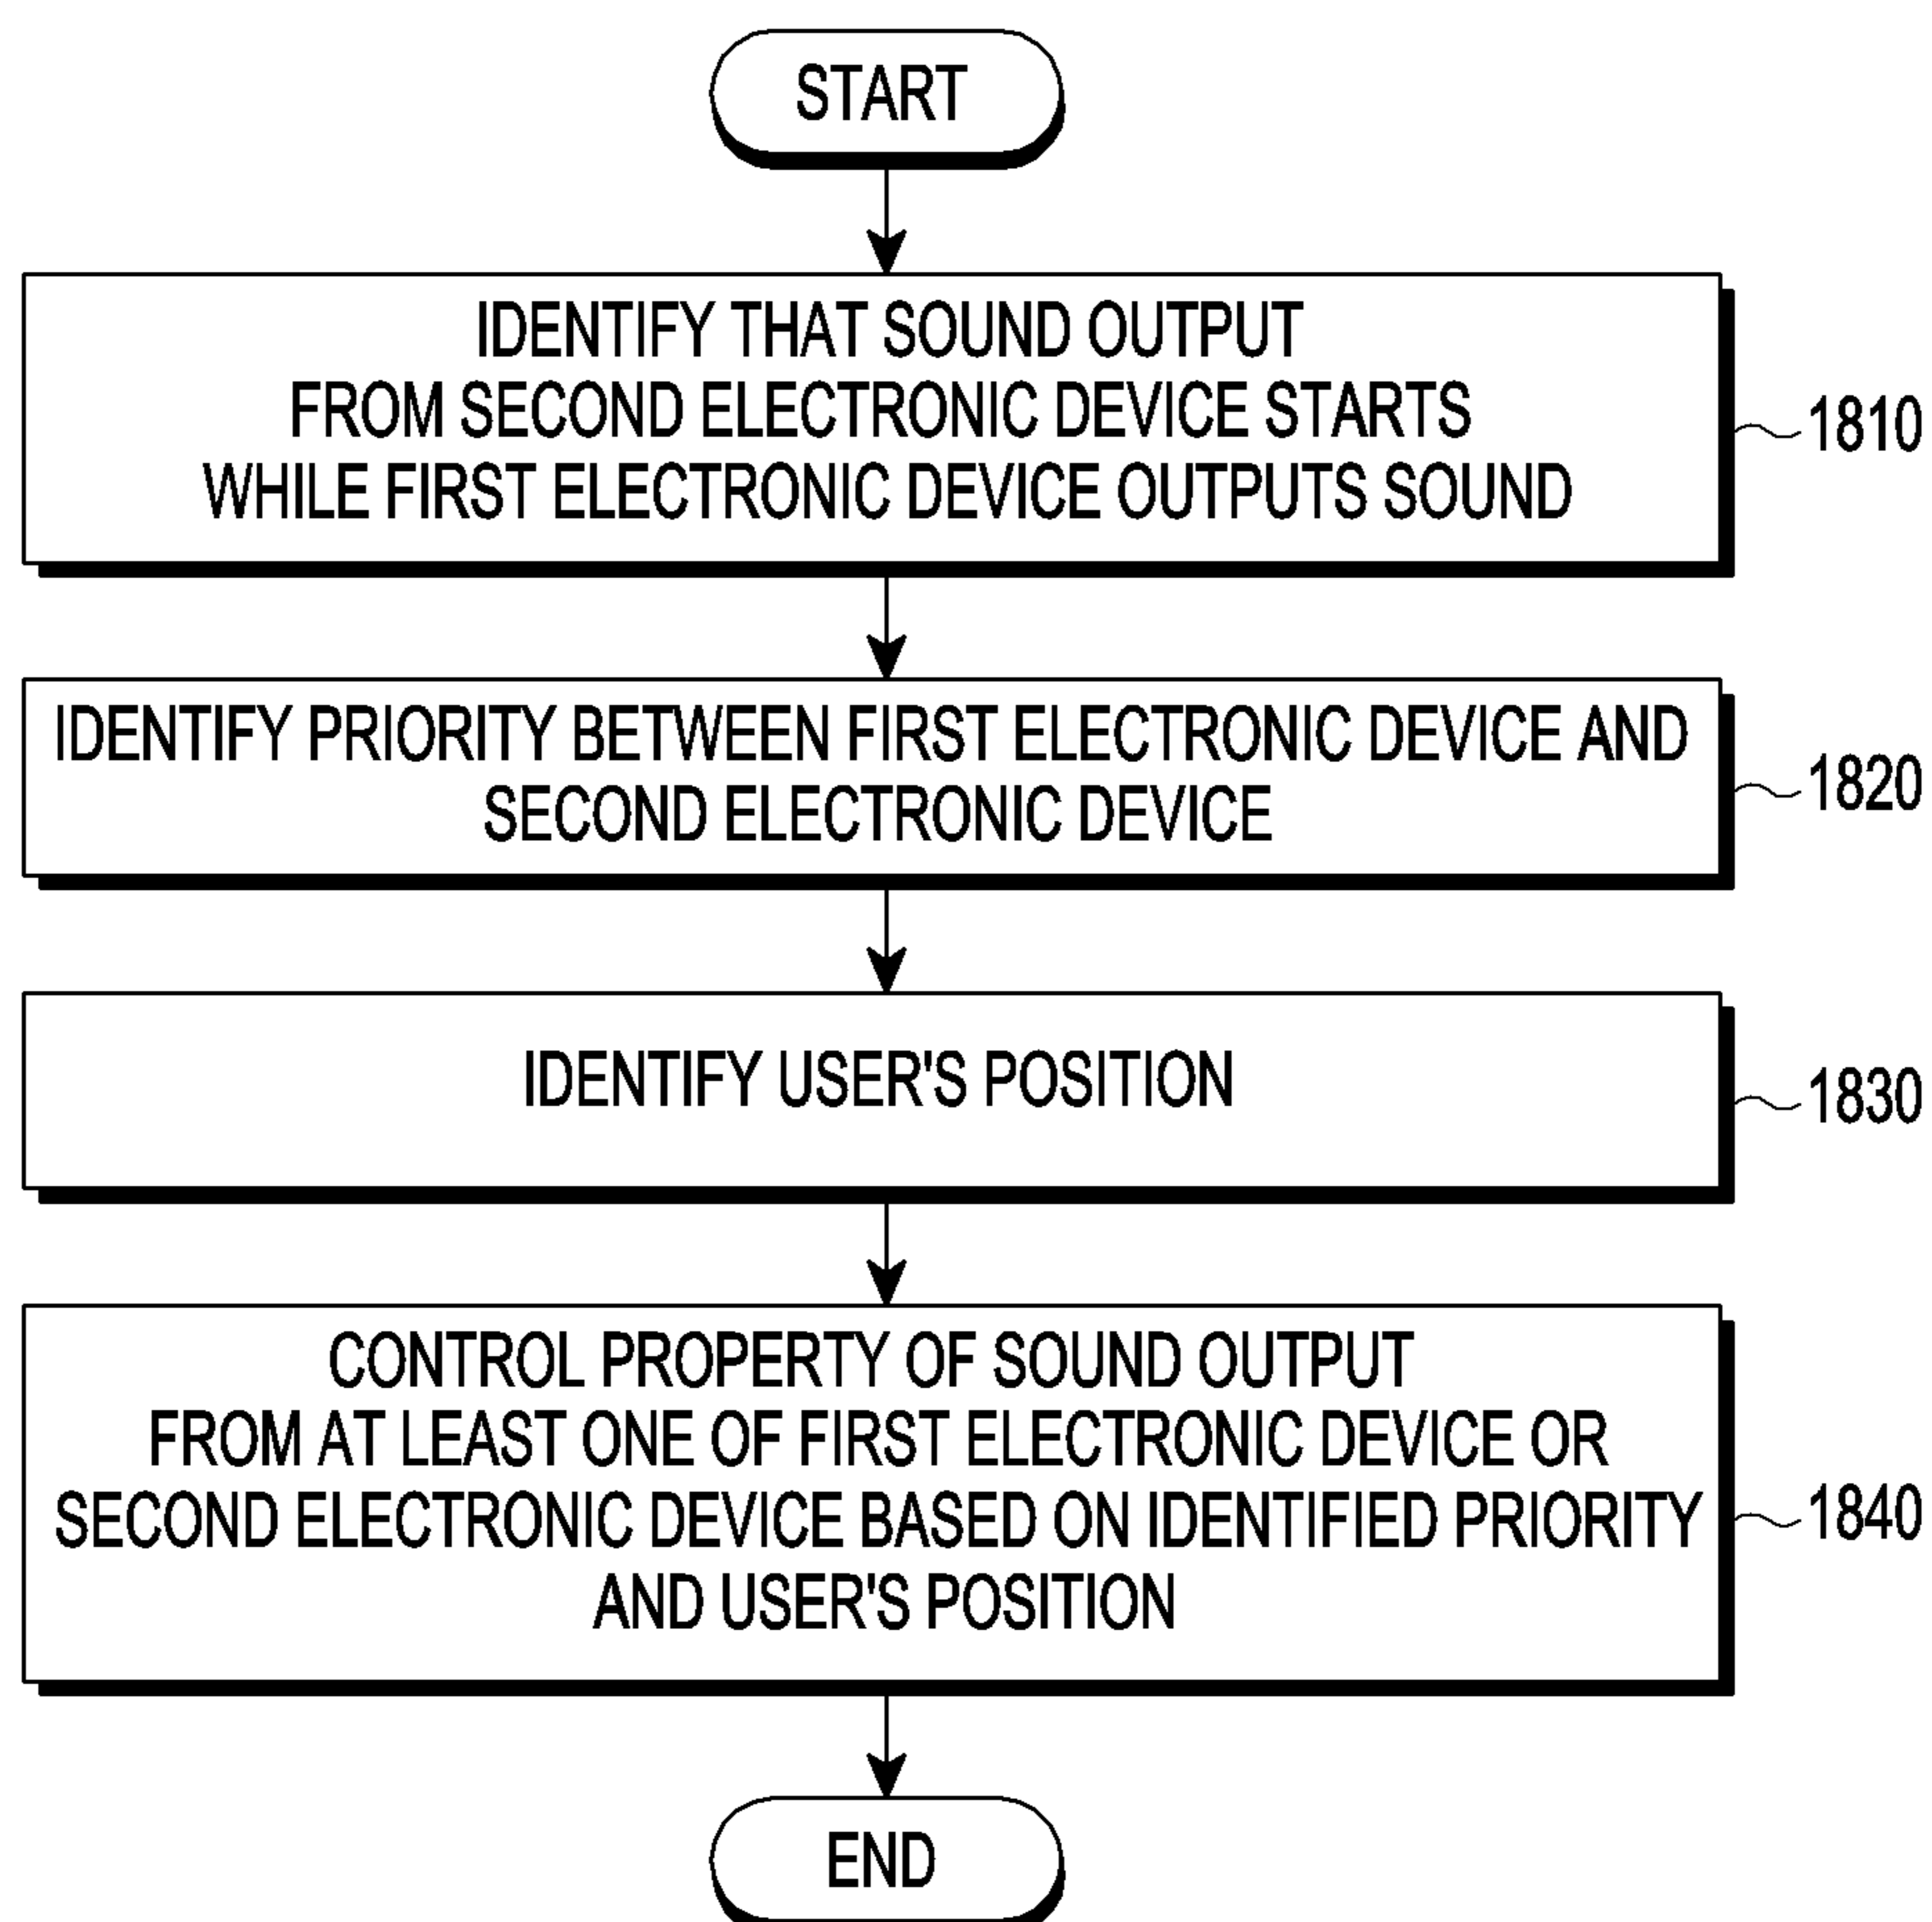 START
IDENTIFY THAT SOUND OUTPUT
FROM SECOND ELECTRONIC DEVICE STARTS
WHILE FIRST ELECTRONIC DEVICE OUTPUTS SOUND
1810
IDENTIFY PRIORITY BETWEEN FIRST ELECTRONIC DEVICE AND
SECOND ELECTRONIC DEVICE
1820
IDENTIFY USER'S POSITION
1830
CONTROL PROPERTY OF SOUND OUTPUT
FROM AT LEAST ONE OF FIRST ELECTRONIC DEVICE OR
SECOND ELECTRONIC DEVICE BASED ON IDENTIFIED PRIORITY
AND USER'S POSITION
1840
END